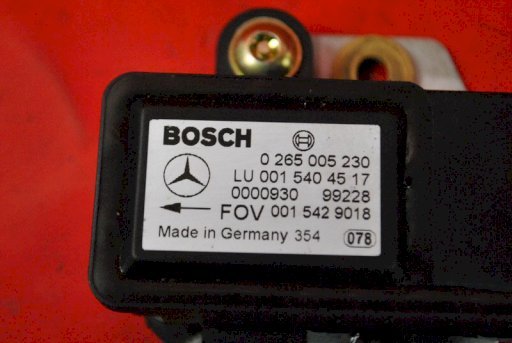 BOSCH
0 265 005 230
LU 001 540 45 17
0000930 99228
FOV 001 542 9018
Made in Germany 354 078